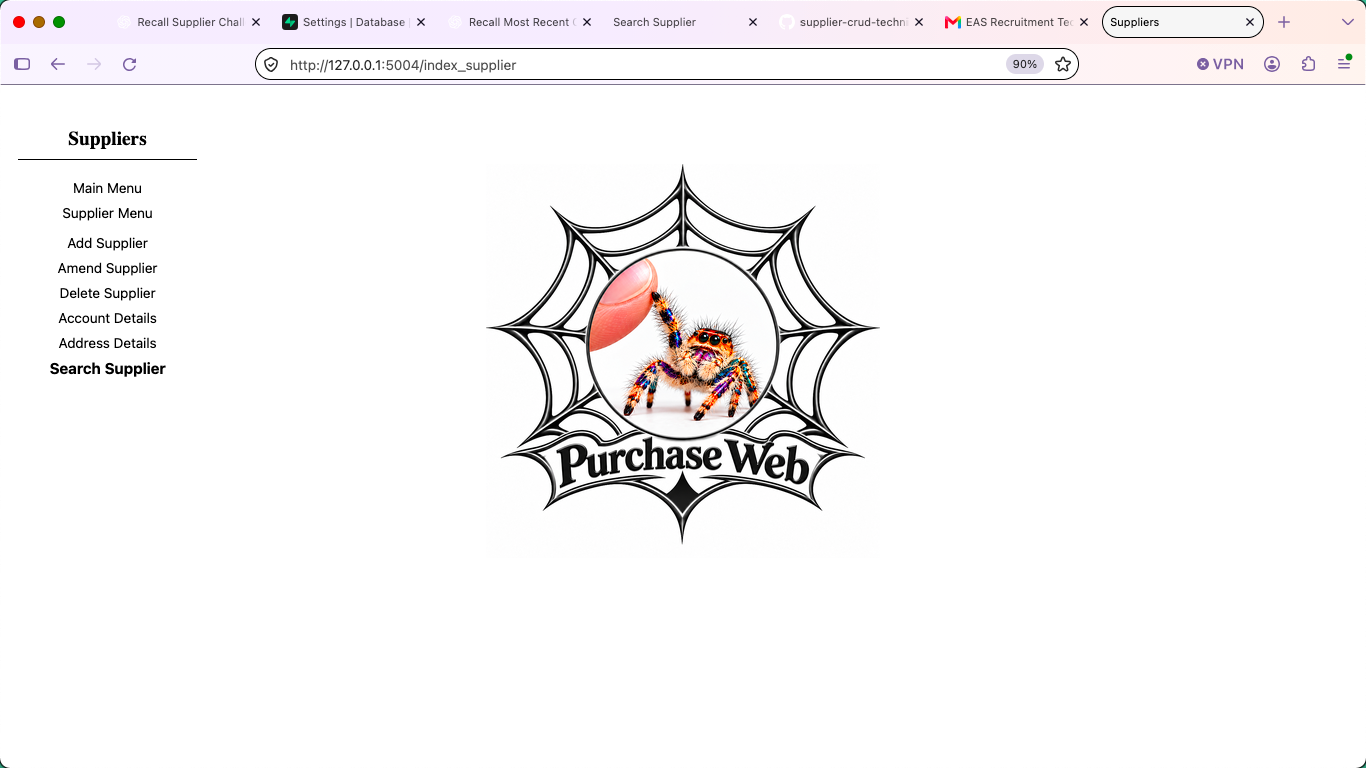 Recall Supplier Chall
Settings | Database
Recall Most Recent
Search Supplier
supplier-crud-techni
EAS Recruitment Tec
Suppliers
http://127.0.0.1:5004/index_supplier
90%
VPN
Suppliers
Main Menu
Supplier Menu
Add Supplier
Amend Supplier
Delete Supplier
Account Details
Address Details
Search Supplier
Purchase Web